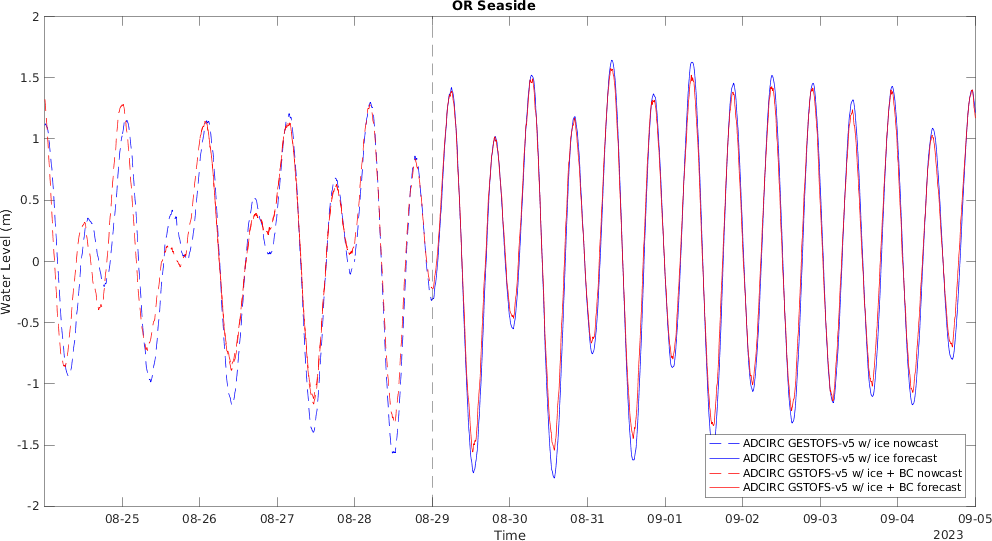 OR Seaside
2
1.5
1
0.5
0
-0.5
-1
-1.5
-2
Water Level (m)
08-25 08-26 08-27 08-28 08-29 08-30 08-31 09-01 09-02 09-03 09-04 09-05
Time
2023
ADCIRC GESTOFS-v5 w/ ice nowcast
ADCIRC GESTOFS-v5 w/ ice forecast
ADCIRC GSTOFS-v5 w/ ice + BC nowcast
ADCIRC GSTOFS-v5 w/ ice + BC forecast